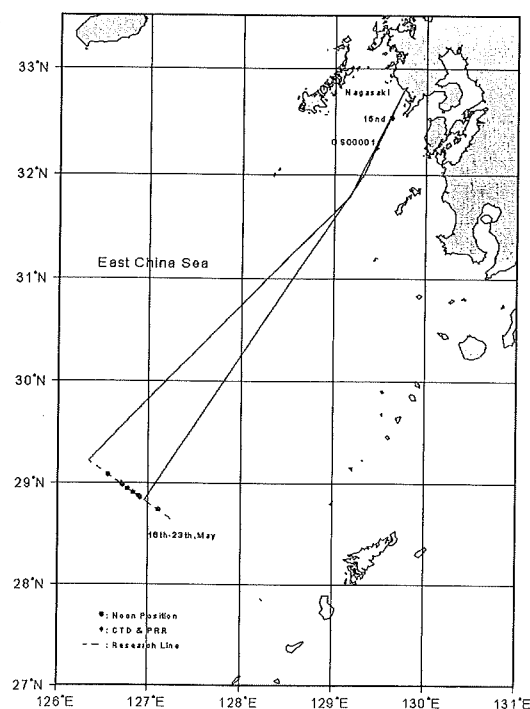 33°N
Nagasaki
15nd
0S00001
32°N
East China Sea
31°N
30°N
29°N
16th-23th,May
28°N
: Noon Position
: CTD & PRR
: Research Line
27°N
126°E 127°E 128°E 129°E 130°E 131°E